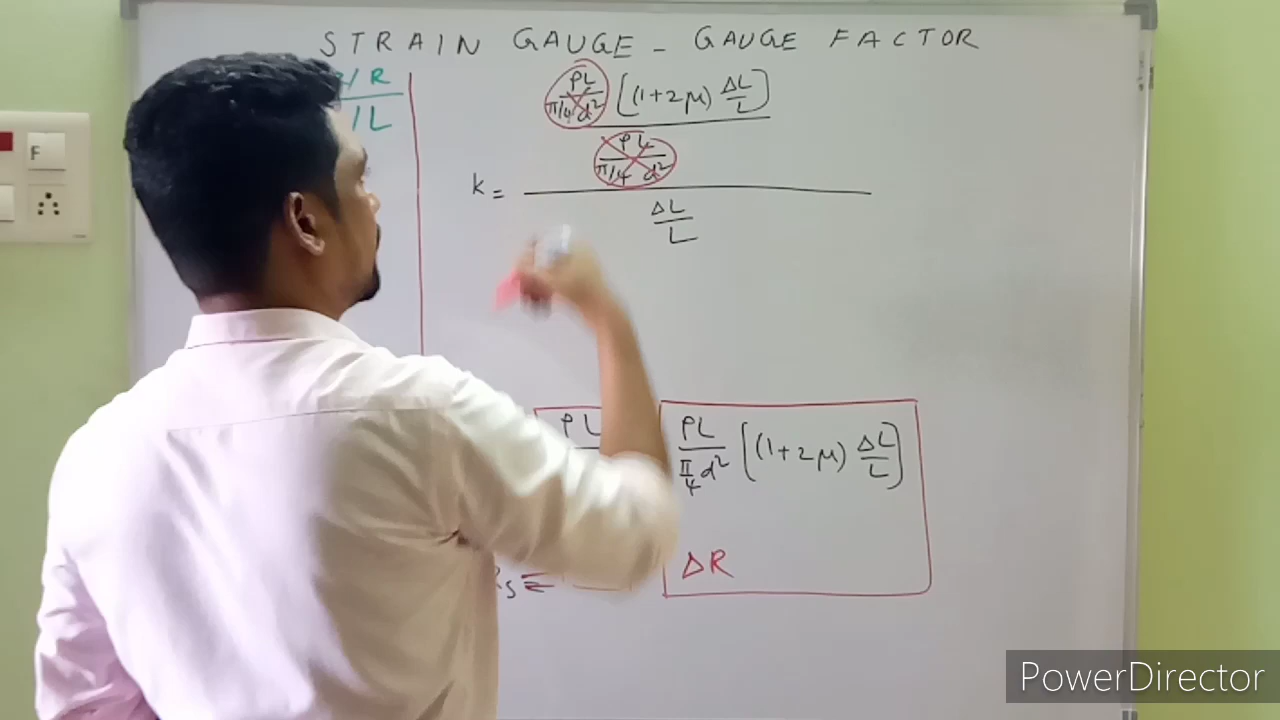 STRAIN GAUGE - GAUGE FACTOR
/ R
/ L
ρL
π/4 d² [(1+2μ) ΔL
L]
ρL
π/4 d²
K =
ΔL
L
ρL
ρL
π
4 d² [(1+2μ) ΔL
L]
ΔR
S =
F
PowerDirector